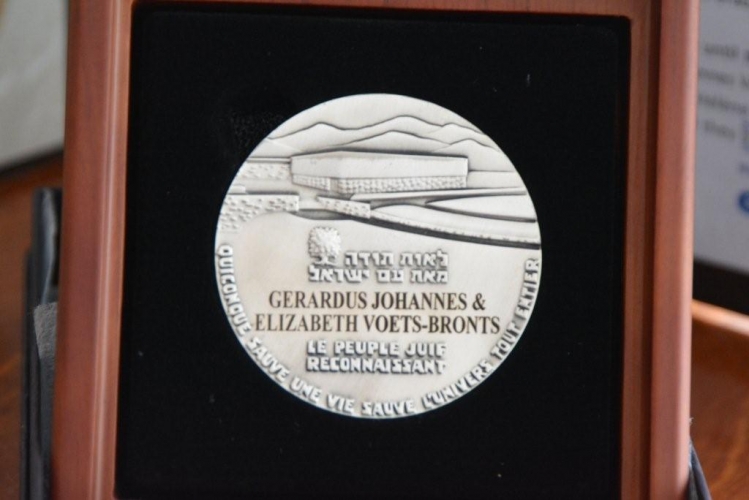 לאות תודה
מאת עם ישראל
GERARDUS JOHANNES &
ELIZABETH VOETS-BRONTS
LE PEUPLE JUIF
RECONNAISSANT
QUICONQUE SAUVE UNE VIE SAUVE L'UNIVERS TOUT ENTIER